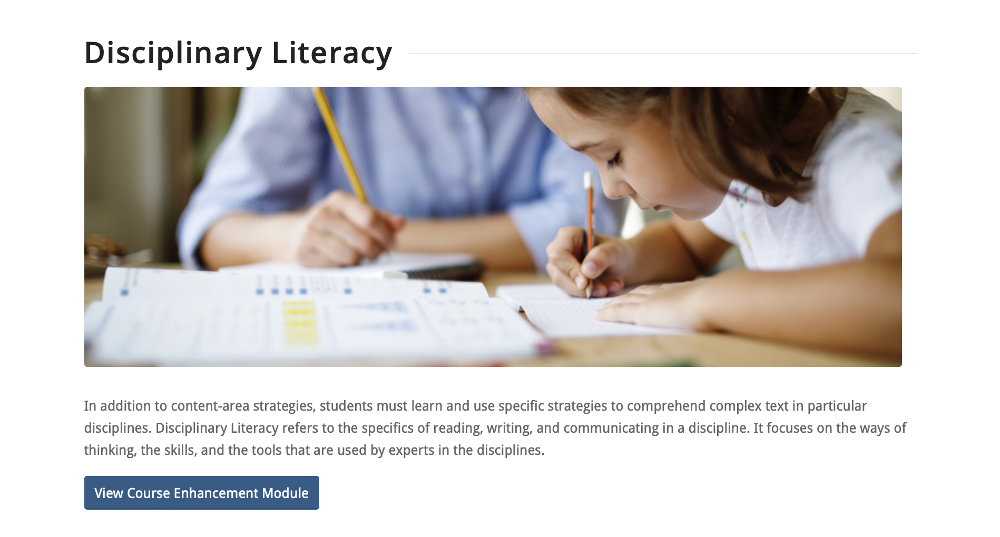 Disciplinary Literacy
In addition to content-area strategies, students must learn and use specific strategies to comprehend complex text in particular
disciplines. Disciplinary Literacy refers to the specifics of reading, writing, and communicating in a discipline. It focuses on the ways of
thinking, the skills, and the tools that are used by experts in the disciplines.
View Course Enhancement Module